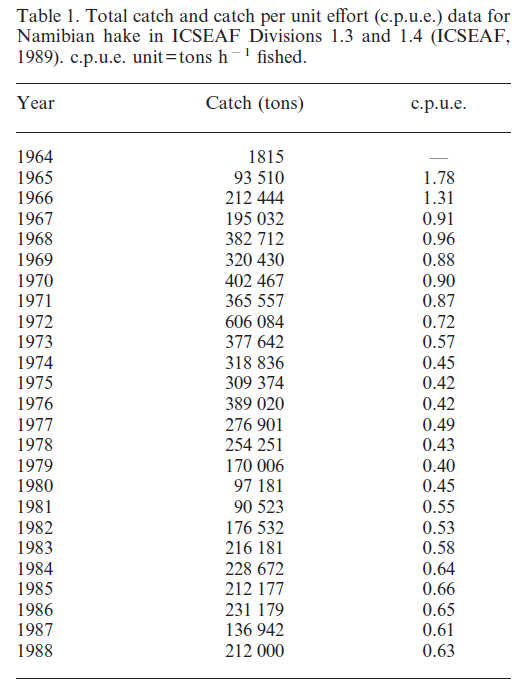 Table 1. Total catch and catch per unit effort (c.p.u.e.) data for
Namibian hake in ICSEAF Divisions 1.3 and 1.4 (ICSEAF,
1989). c.p.u.e. unit=tons h⁻¹ fished.
Year Catch (tons) c.p.u.e.
1964 1815 —
1965 93 510 1.78
1966 212 444 1.31
1967 195 032 0.91
1968 382 712 0.96
1969 320 430 0.88
1970 402 467 0.90
1971 365 557 0.87
1972 606 084 0.72
1973 377 642 0.57
1974 318 836 0.45
1975 309 374 0.42
1976 389 020 0.42
1977 276 901 0.49
1978 254 251 0.43
1979 170 006 0.40
1980 97 181 0.45
1981 90 523 0.55
1982 176 532 0.53
1983 216 181 0.58
1984 228 672 0.64
1985 212 177 0.66
1986 231 179 0.65
1987 136 942 0.61
1988 212 000 0.63